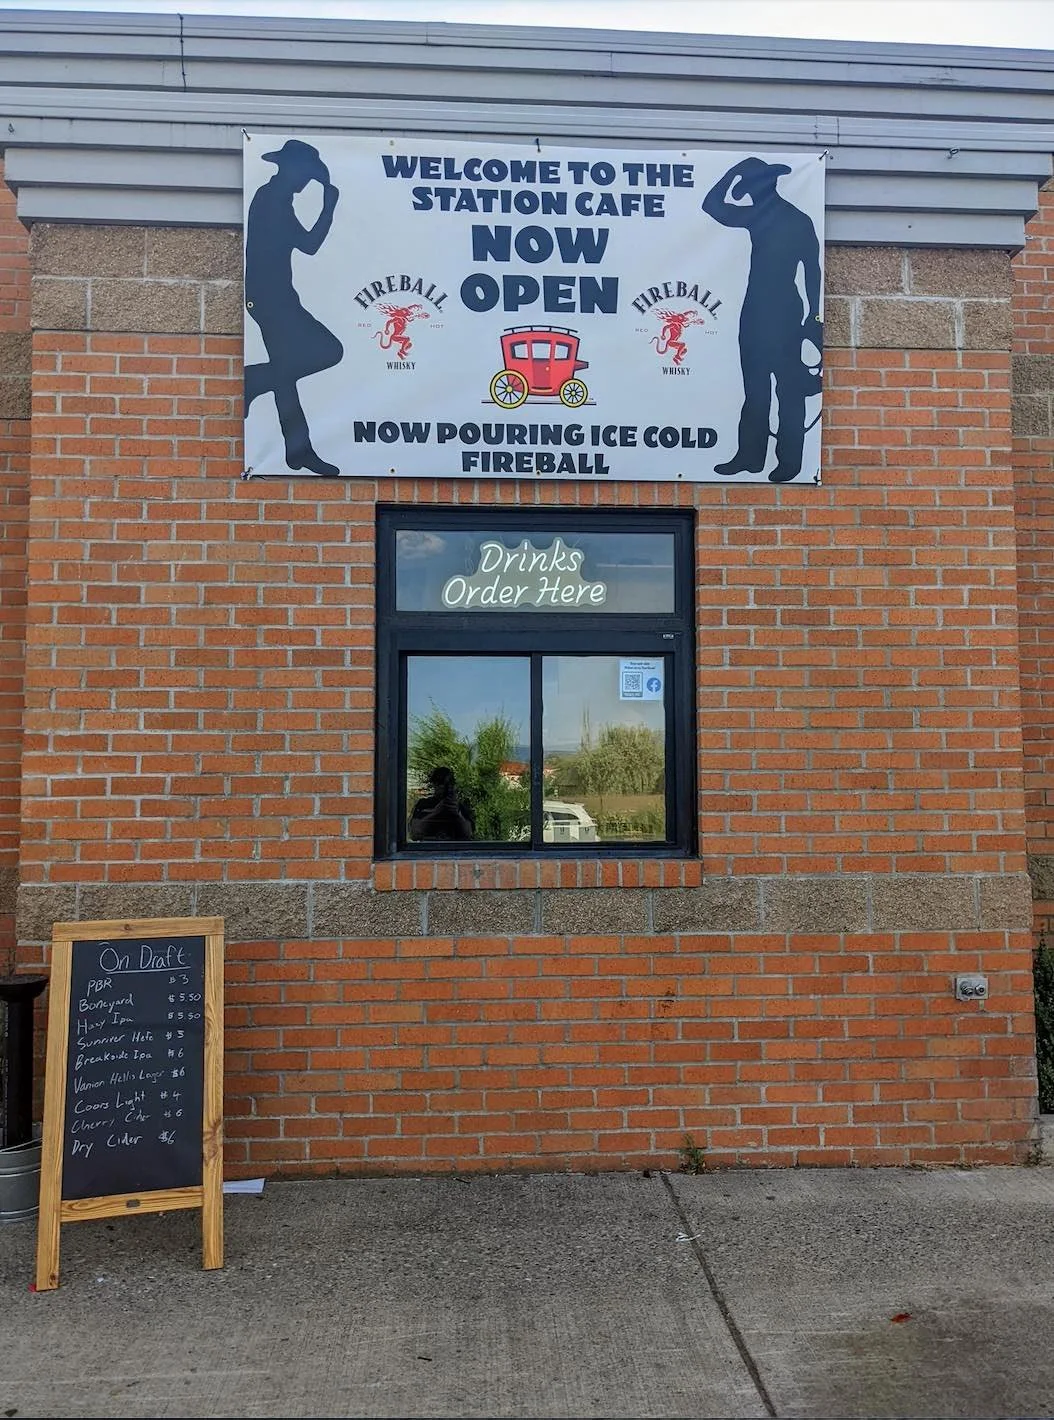 WELCOME TO THE
STATION CAFE
NOW
OPEN
FIREBALL
RED HOT
WHISKY
FIREBALL
RED HOT
WHISKY
NOW POURING ICE COLD
FIREBALL
Drinks
Order Here
On Draft
PBR $3
Boneyard $5.50
Hazy Ipa $5.50
Sunriver Hefe $5
Breakside Ipa $6
Hellis Lager $6
Coors Light $4
Cherry Cider $6
Dry Cider $6